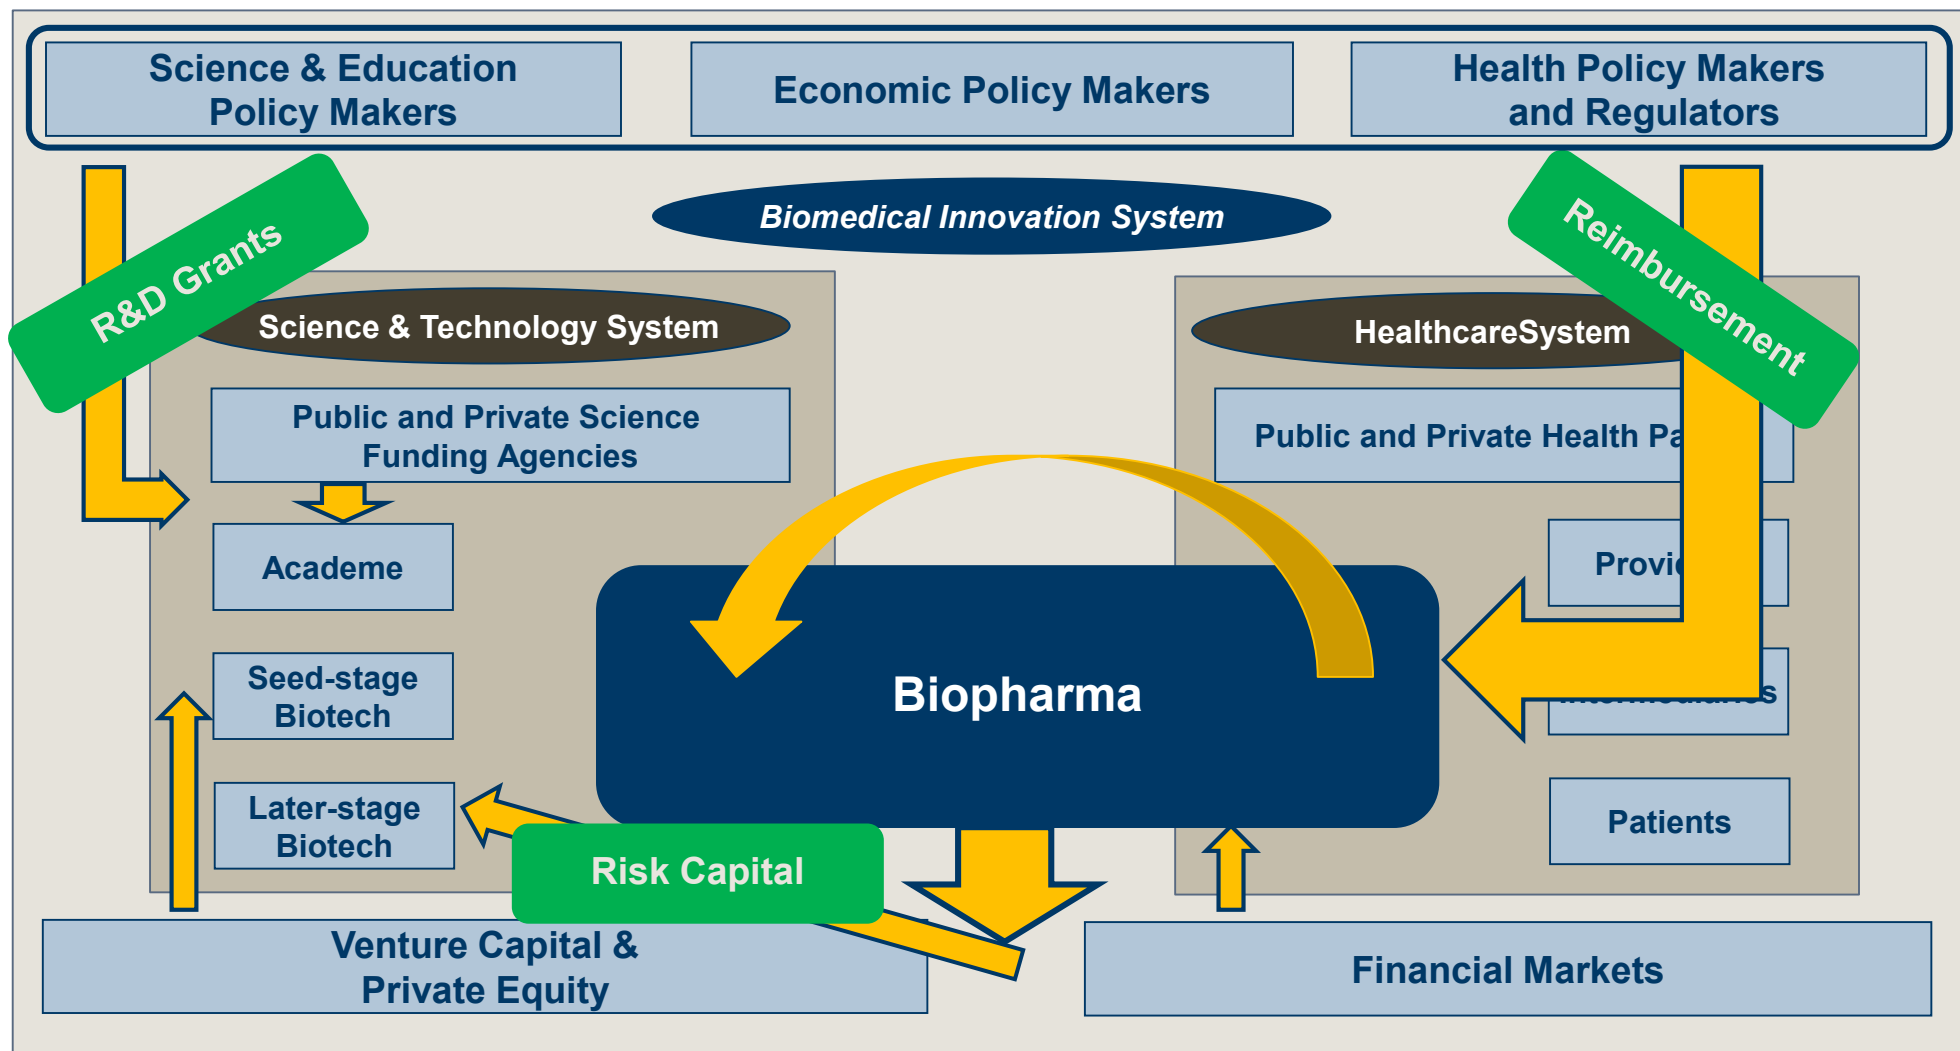 Science & Education
Policy Makers
Economic Policy Makers
Health Policy Makers
and Regulators
Biomedical Innovation System
R&D Grants
Reimbursement
Science & Technology System
HealthcareSystem
Public and Private Science
Funding Agencies
Public and Private Health
Academe
Seed-stage
Biotech
Biopharma
Later-stage
Biotech
Patients
Risk Capital
Venture Capital &
Private Equity
Financial Markets